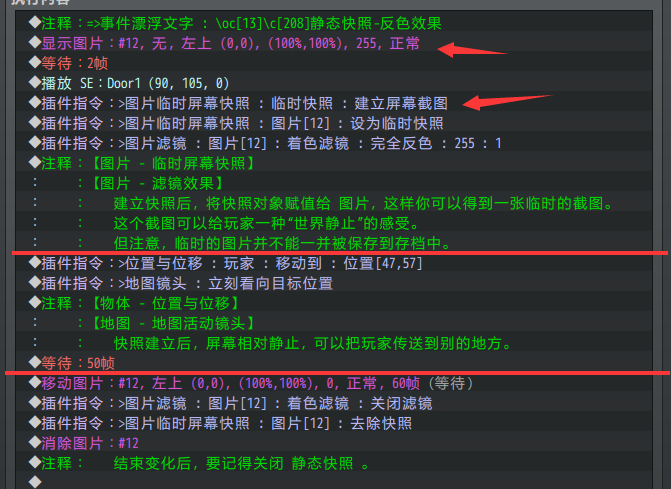 ◆注释：=>事件漂浮文字 : \oc[13]\c[208]静态快照-反色效果
◆显示图片：#12, 无, 左上 (0,0), (100%,100%), 255, 正常
◆等待：2帧
◆播放 SE：Door1 (90, 105, 0)
◆插件指令：>图片临时屏幕快照 : 临时快照 : 建立屏幕截图
◆插件指令：>图片临时屏幕快照 : 图片[12] : 设为临时快照
◆插件指令：>图片滤镜 : 图片[12] : 着色滤镜 : 完全反色 : 255 : 1
◆注释：【图片 - 临时屏幕快照】
：　　：【图片 - 滤镜效果】
：　　：　　建立快照后，将快照对象赋值给 图片，这样你可以得到一张临时的截图。
：　　：　　这个截图可以给玩家一种“世界静止”的感受。
：　　：　　但注意，临时的图片并不能一并被保存到存档中。
◆插件指令：>位置与位移 : 玩家 : 移动到 : 位置[47,57]
◆插件指令：>地图镜头 : 立刻看向目标位置
◆注释：【物体 - 位置与位移】
：　　：【地图 - 地图活动镜头】
：　　：　　快照建立后，屏幕相对静止，可以把玩家传送到别的地方。
◆等待：50帧
◆移动图片：#12, 左上 (0,0), (100%,100%), 0, 正常, 60帧 (等待)
◆插件指令：>图片滤镜 : 图片[12] : 着色滤镜 : 关闭滤镜
◆插件指令：>图片临时屏幕快照 : 图片[12] : 去除快照
◆消除图片：#12
◆注释：　　结束变化后，要记得关闭 静态快照 。
◆